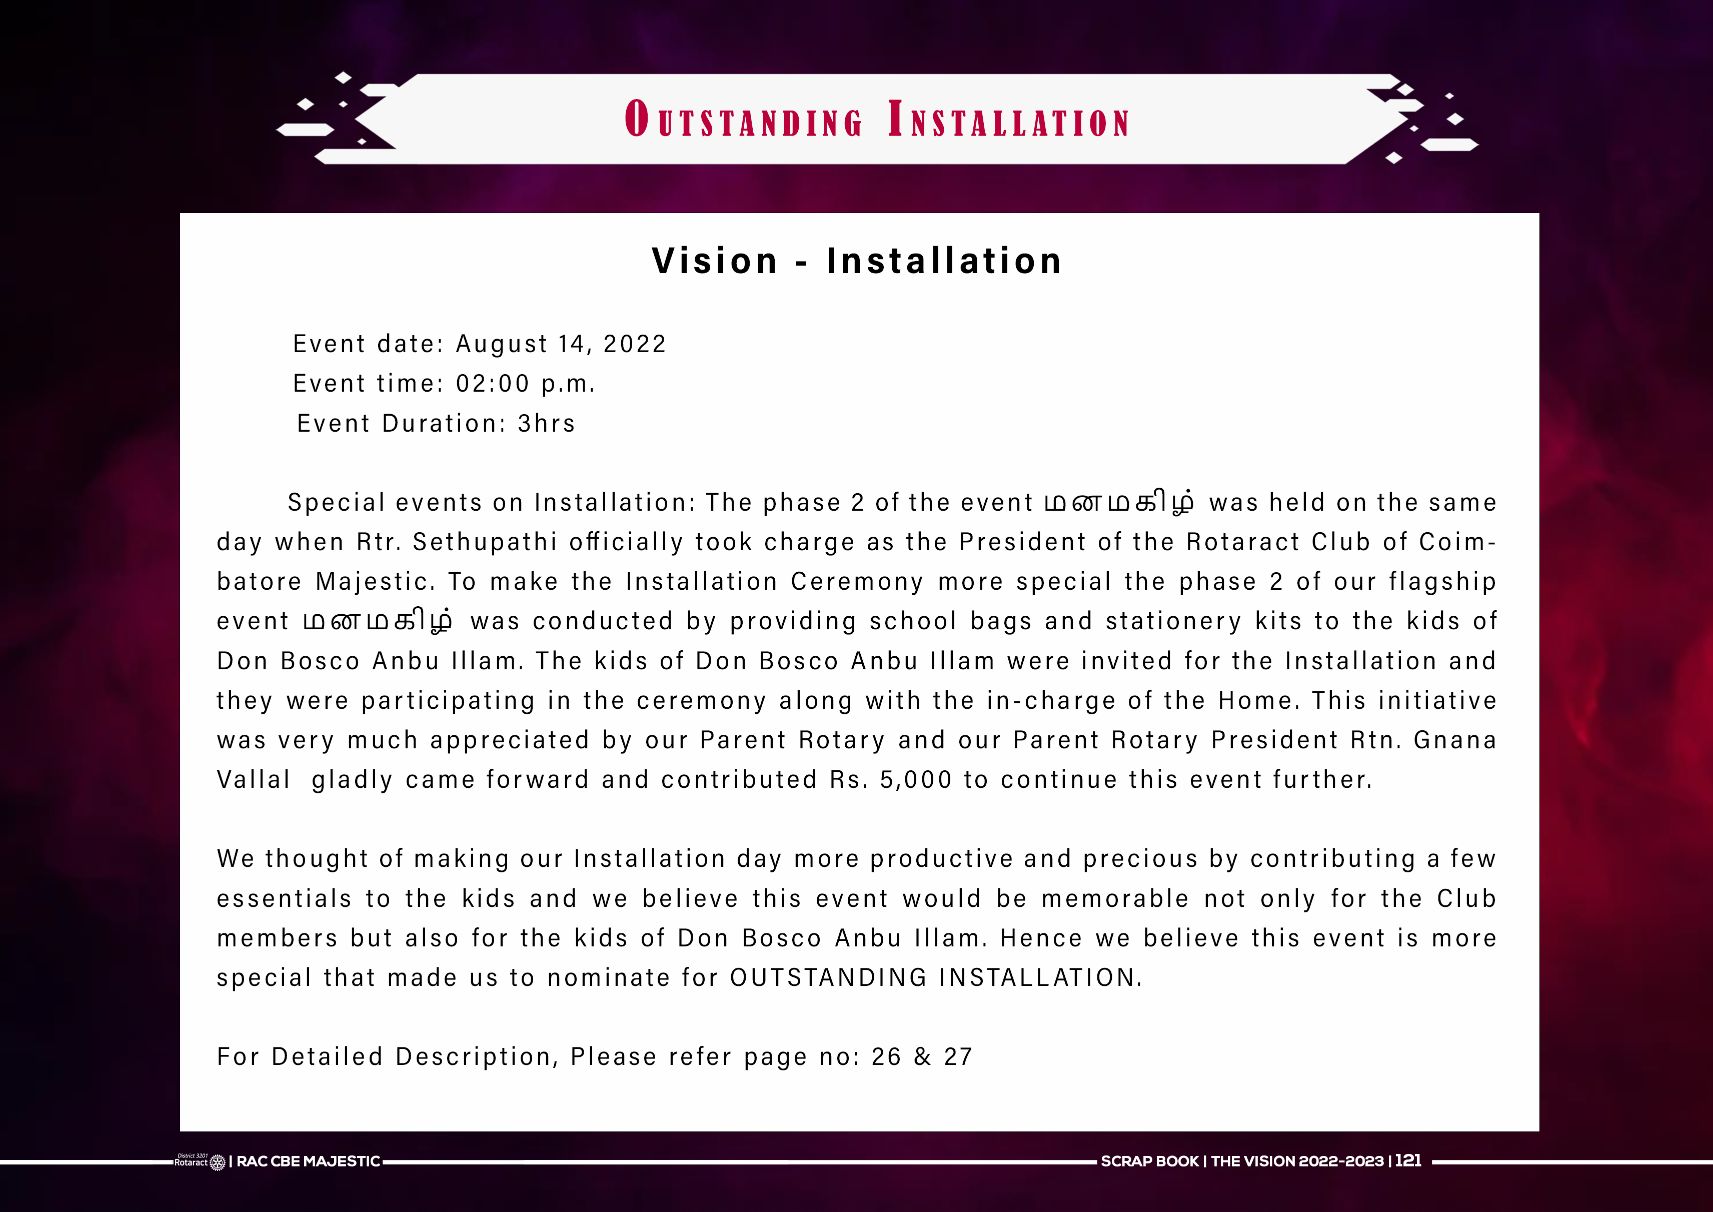 OUTSTANDING INSTALLATION
Vision - Installation
Event date: August 14, 2022
Event time: 02:00 p.m.
Event Duration: 3hrs
Special events on Installation: The phase 2 of the event மனமகிழ் was held on the same
day when Rtr. Sethupathi officially took charge as the President of the Rotaract Club of Coim-
batore Majestic. To make the Installation Ceremony more special the phase 2 of our flagship
event மனமகிழ் was conducted by providing school bags and stationery kits to the kids of
Don Bosco Anbu Illam. The kids of Don Bosco Anbu Illam were invited for the Installation and
they were participating in the ceremony along with the in-charge of the Home. This initiative
was very much appreciated by our Parent Rotary and our Parent Rotary President Rtn. Gnana
Vallal gladly came forward and contributed Rs. 5,000 to continue this event further.
We thought of making our Installation day more productive and precious by contributing a few
essentials to the kids and we believe this event would be memorable not only for the Club
members but also for the kids of Don Bosco Anbu Illam. Hence we believe this event is more
special that made us to nominate for OUTSTANDING INSTALLATION.
For Detailed Description, Please refer page no: 26 & 27
District 3201
Rotaract | RAC CBE MAJESTIC
SCRAP BOOK | THE VISION 2022-2023 | 121